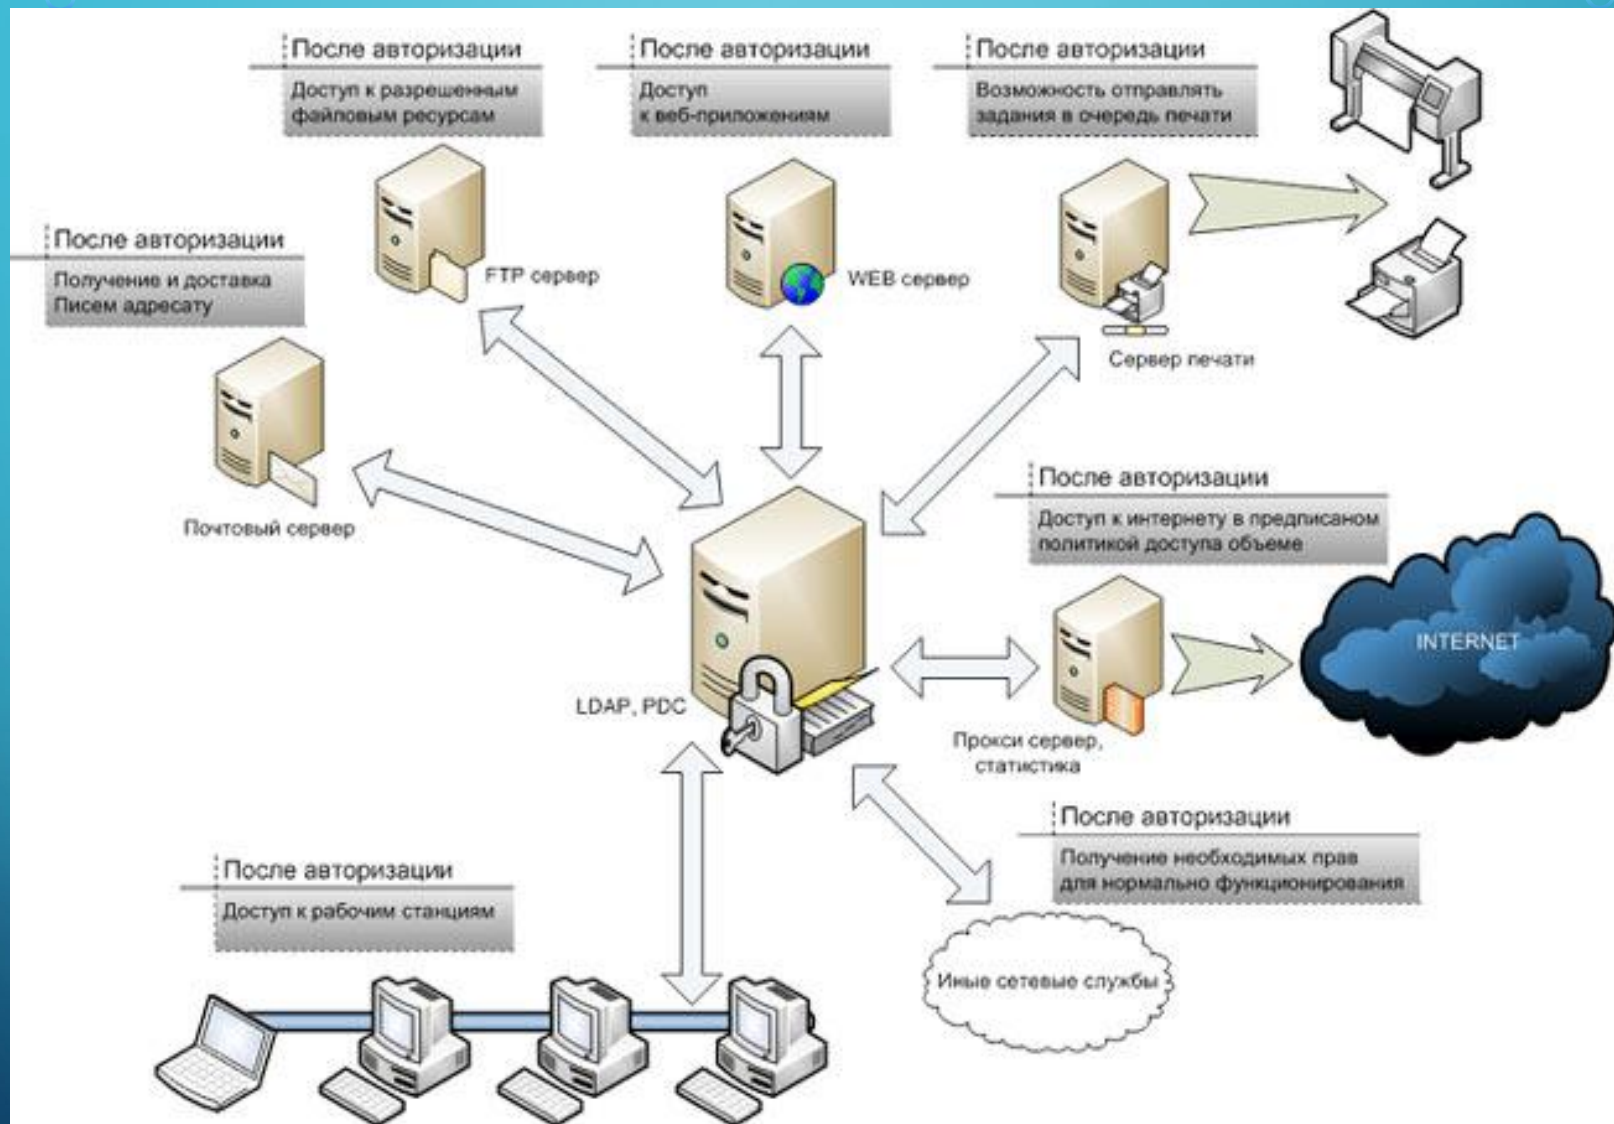 После авторизации
Доступ к разрешенным
файловым ресурсам
После авторизации
Доступ
к веб-приложениям
После авторизации
Возможность отправлять
задания в очередь печати
После авторизации
Получение и доставка
Писем адресату
FTP сервер
WEB сервер
Сервер печати
Почтовый сервер
После авторизации
Доступ к интернету в предписаном
политикой доступа объеме
INTERNET
LDAP, PDC
Прокси сервер,
статистика
После авторизации
Получение необходимых прав
для нормально функционирования
После авторизации
Доступ к рабочим станциям
Иные сетевые службы